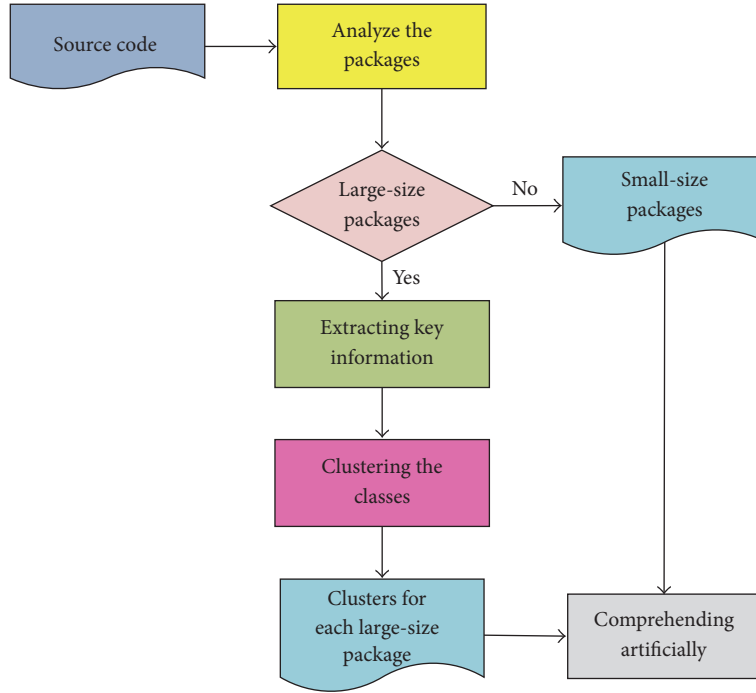 Source code
Analyze the
packages
Large-size
packages
No
Small-size
packages
Yes
Extracting key
information
Clustering the
classes
Clusters for
each large-size
package
Comprehending
artificially